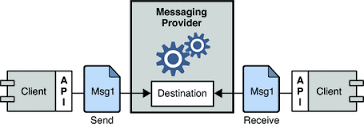 Messaging
Provider
Client
API
Msg1
Destination
Msg1
API
Client
Send
Receive